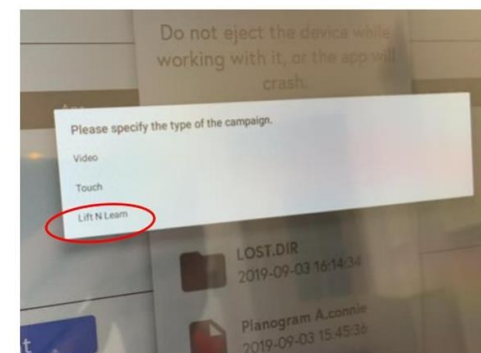 Do not eject the device while
working with it, or the app will
crash.
Please specify the type of the campaign.
Video
Touch
Lift N Learn
LOST.DIR
2019-09-03 16:14:34
Planogram A.connie
2019-09-03 15:45:36
t